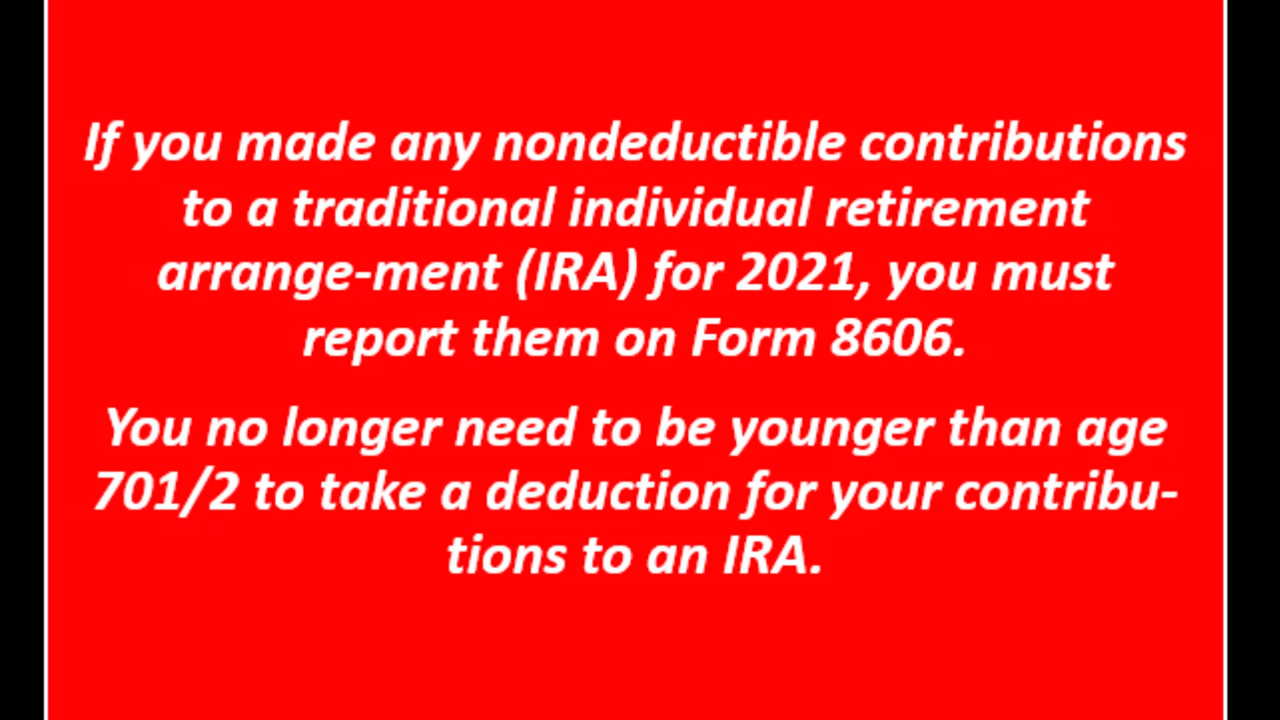 If you made any nondeductible contributions
to a traditional individual retirement
arrange-ment (IRA) for 2021, you must
report them on Form 8606.
You no longer need to be younger than age
701/2 to take a deduction for your contribu-
tions to an IRA.